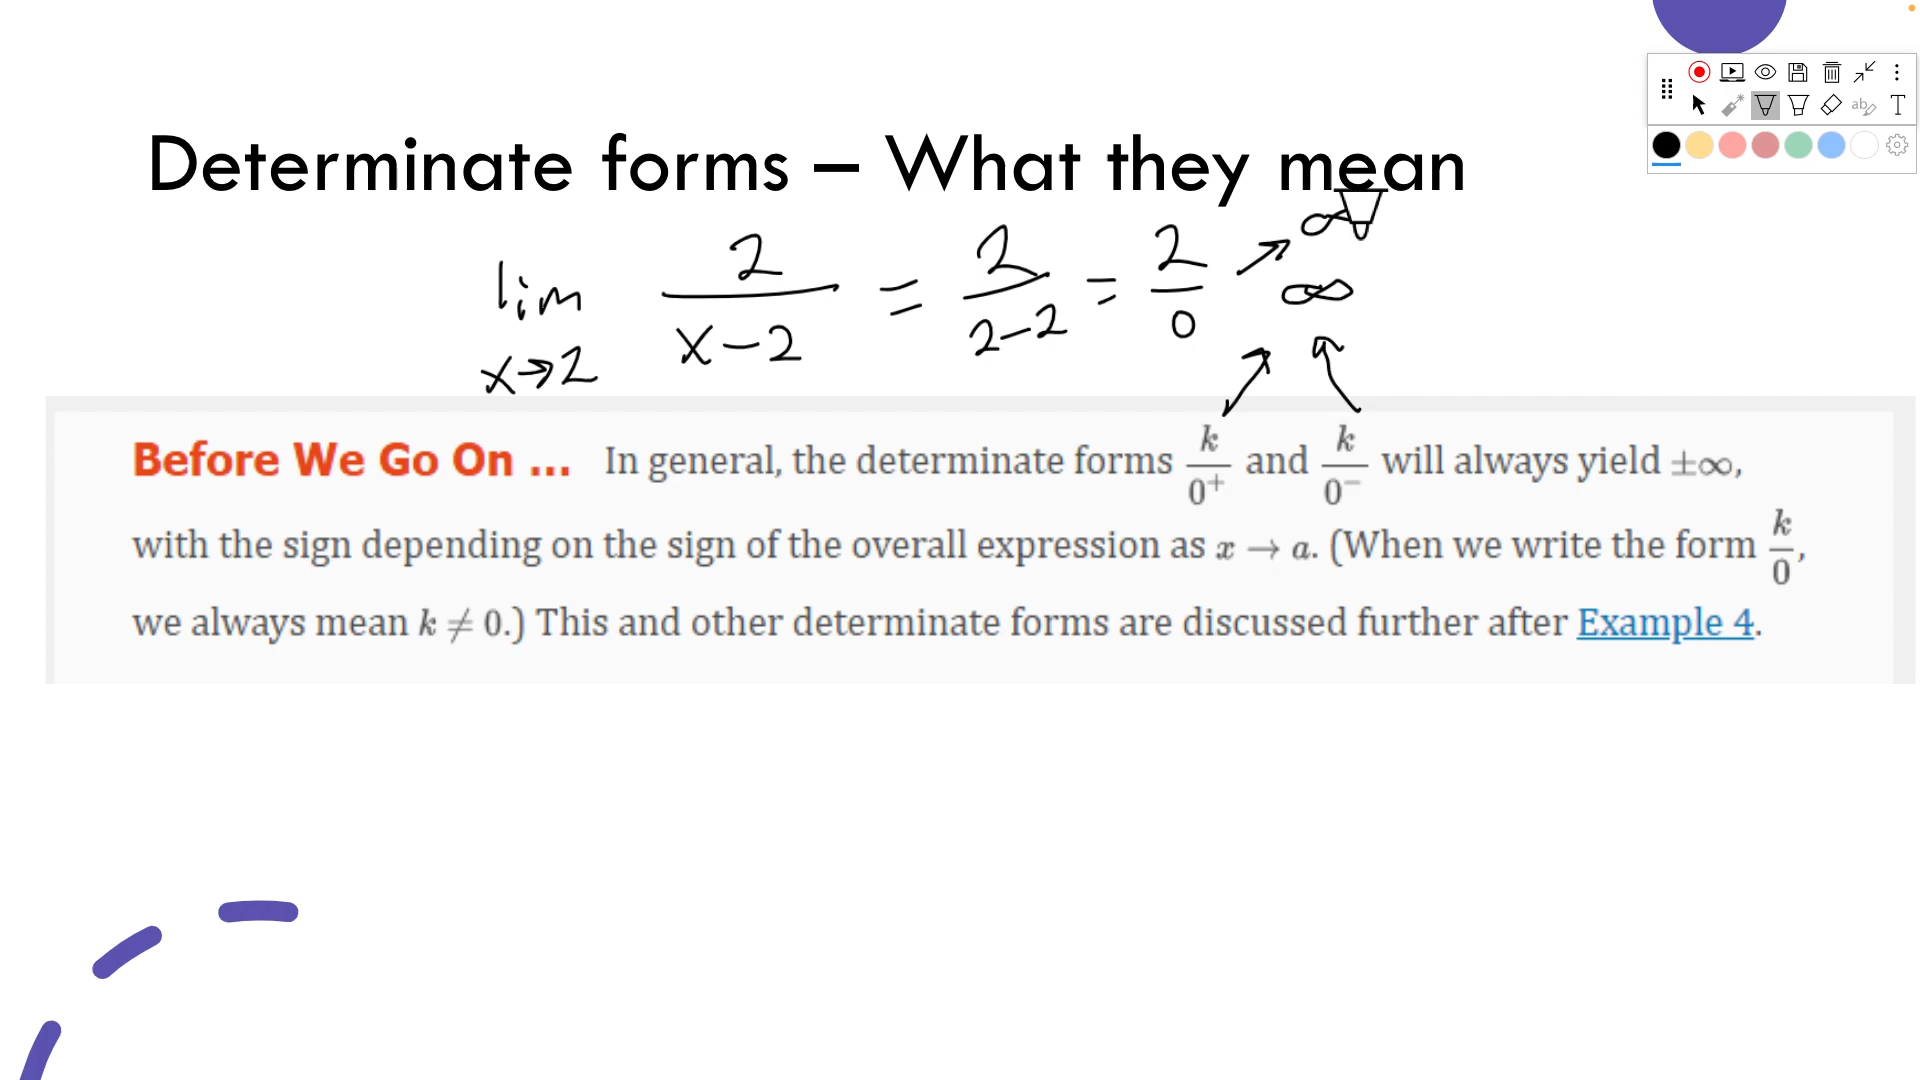 Determinate forms – What they mean
lim x→2 2/(x−2) = 2/(2−2) = 2/0 ∞
∞
Before We Go On ... In general, the determinate forms k/0⁺ and k/0⁻ will always yield ±∞,
with the sign depending on the sign of the overall expression as x → a. (When we write the form k/0,
we always mean k ≠ 0.) This and other determinate forms are discussed further after Example 4.